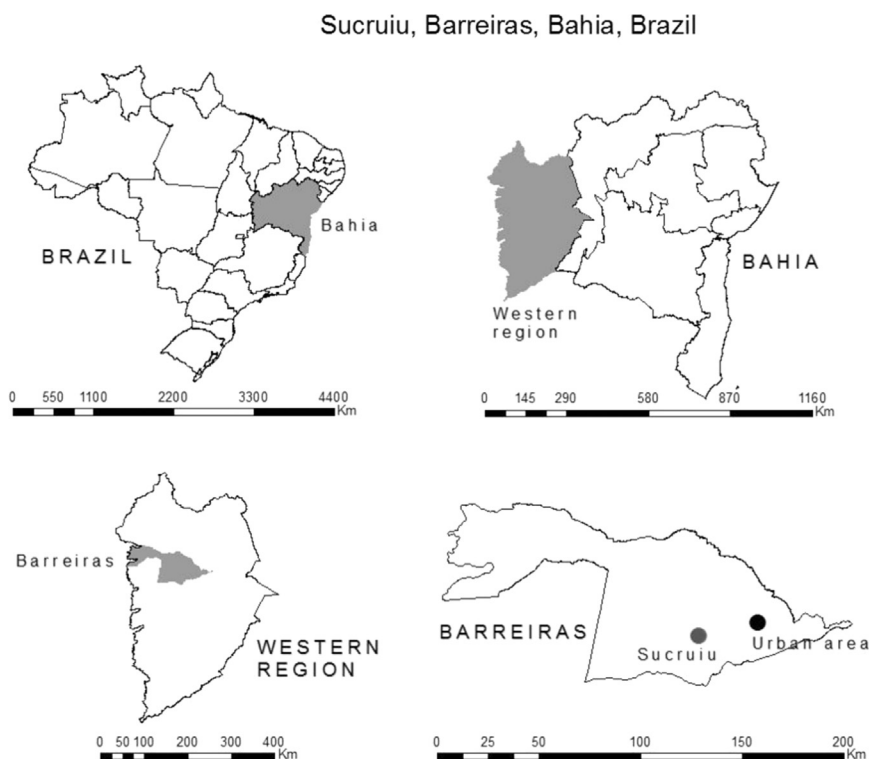 Sucruiu, Barreiras, Bahia, Brazil
Bahia
BRAZIL
0 550 1100 2200 3300 4400
Km
Western
region
BAHIA
0 145 290 580 870 1160
Km
Barreiras
WESTERN
REGION
0 50 100 200 300 400
Km
BARREIRAS
Sucruiu
Urban area
0 25 50 100 150 200
Km